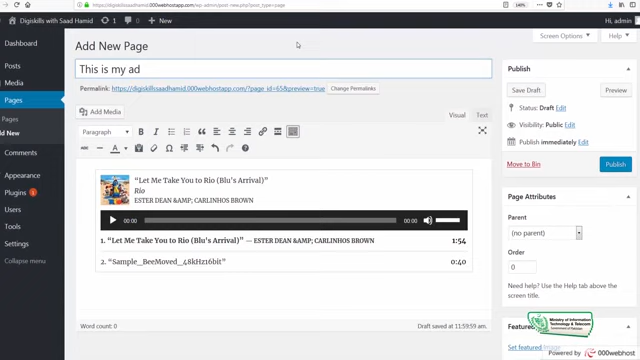 https://digiskillssaadhamid.000webhostapp.com/wp-admin/post-new.php?post_type=page
140%
Digiskills with Saad Hamid 1 0 + New Hi, admin
Screen Options Help
Dashboard
Posts
Media
Pages
Pages
Add New
Comments
Appearance
Plugins 1
Users
Tools
Settings
Collapse menu
Add New Page
This is my ad
Permalink: https://digiskillssaadhamid.000webhostapp.com/?page_id=65&preview=true Change Permalinks
Add Media
Visual Text
Paragraph
“Let Me Take You to Rio (Blu's Arrival)”
Rio
ESTER DEAN &AMP; CARLINHOS BROWN
00:00 00:00
1. “Let Me Take You to Rio (Blu's Arrival)” — ESTER DEAN &AMP; CARLINHOS BROWN 1:54
2. “Sample_BeeMoved_48kHz16bit” 0:40
Word count: 0 Draft saved at 11:59:59 am.
Publish
Save Draft Preview
Status: Draft Edit
Visibility: Public Edit
Publish immediately Edit
Move to Bin Publish
Page Attributes
Parent
(no parent)
Order
0
Need help? Use the Help tab above the
screen title.
Featured
Set featured image
Ministry of Information
Technology & Telecom
Government of Pakistan
Powered by 000webhost